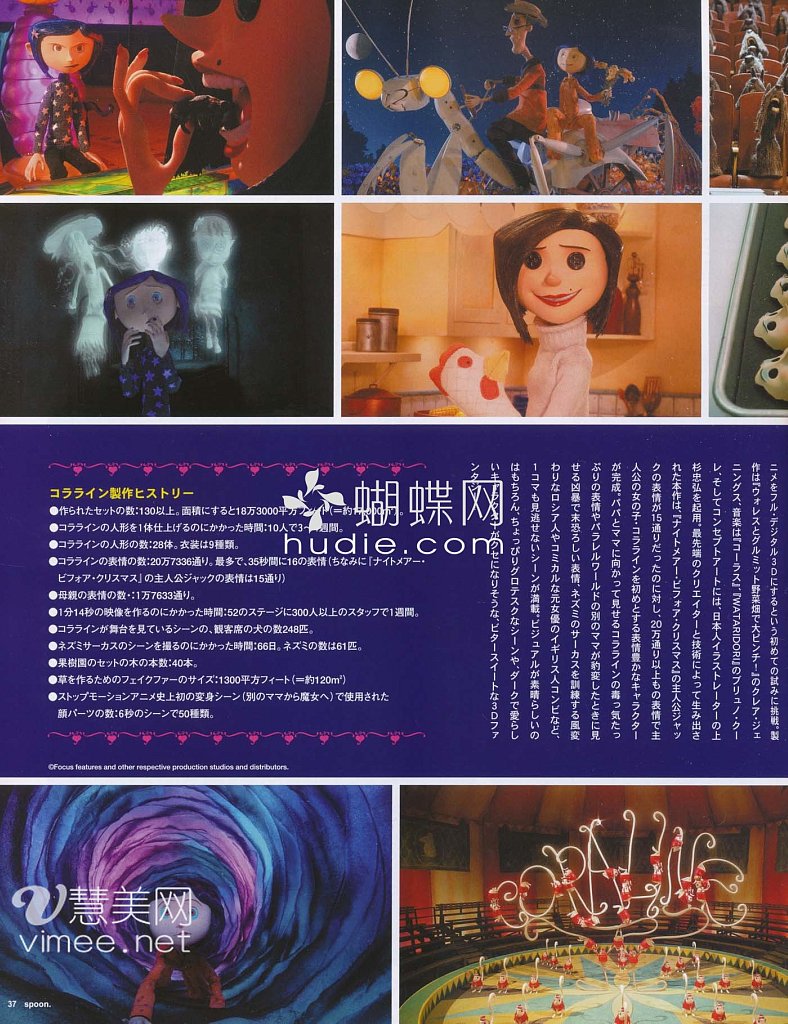 ニメをフル・デジタル3Dにするという初めての試みに挑戦。製
作は『ウォレスとグルミット野菜畑で大ピンチ!』のクレア・ジェ
ニングス、音楽は『コーラス』『WATARIDORI』のブリュノ・クー
レ、そしてコンセプトアートには、日本人イラストレーターの上
杉忠弘を起用。最先端のクリエイターと技術によって生み出さ
れた本作は、『ナイトメアー・ビフォア・クリスマス』の主人公ジャッ
クの表情が15通りだったのに対し、20万通り以上もの表情で主
人公の女の子・コララインを初めとする表情豊かなキャラクター
が完成。パパとママに向かって見せるコララインの毒っ気たっ
ぷりの表情やパラレルワールドの別のママが豹変したときに見
せる凶暴で末恐ろしい表情、ネズミのサーカスを訓練する風変
わりなロシア人やコミカルな元女優のイギリス人コンビなど、
1コマも見逃せないシーンが満載。ビジュアルが素晴らしいの
はもちろん、ちょっぴりグロテスクなシーンや、ダークで愛らし
いキャラクターがクセになりそうな、ビタースイートな3Dファ
ンタ
コララライン製作ヒストリー
●作られたセットの数:130以上。面積にすると18万3000平方フィート(=約17,000㎡)。
●コララインの人形を1体仕上げるのにかかった時間:10人で3〜 週間。
●コララインの人形の数:28体。衣装は9種類。
●コララインの表情の数:20万7336通り。最多で、35秒間に16の表情(ちなみに『ナイトメアー・
ビフォア・クリスマス』の主人公ジャックの表情は15通り)
●母親の表情の数:1万7633通り。
●1分14秒の映像を作るのにかかった時間:52のステージに300人以上のスタッフで1週間。
●コララインが舞台を見ているシーンの、観客席の犬の数248匹。
●ネズミサーカスのシーンを撮るのにかかった時間:66日。ネズミの数は61匹。
●果樹園のセットの木の本数:40本。
●草を作るためのフェイクファーのサイズ:1300平方フィート(=約120㎡)
●ストップモーションアニメ史上初の変身シーン(別のママから魔女へ)で使用された
顔パーツの数:6秒のシーンで50種類。
©Focus features and other respective production studios and distributors.
蝴蝶网
hudie.com
CORALINE
v慧美网
vimee.net
37 spoon.